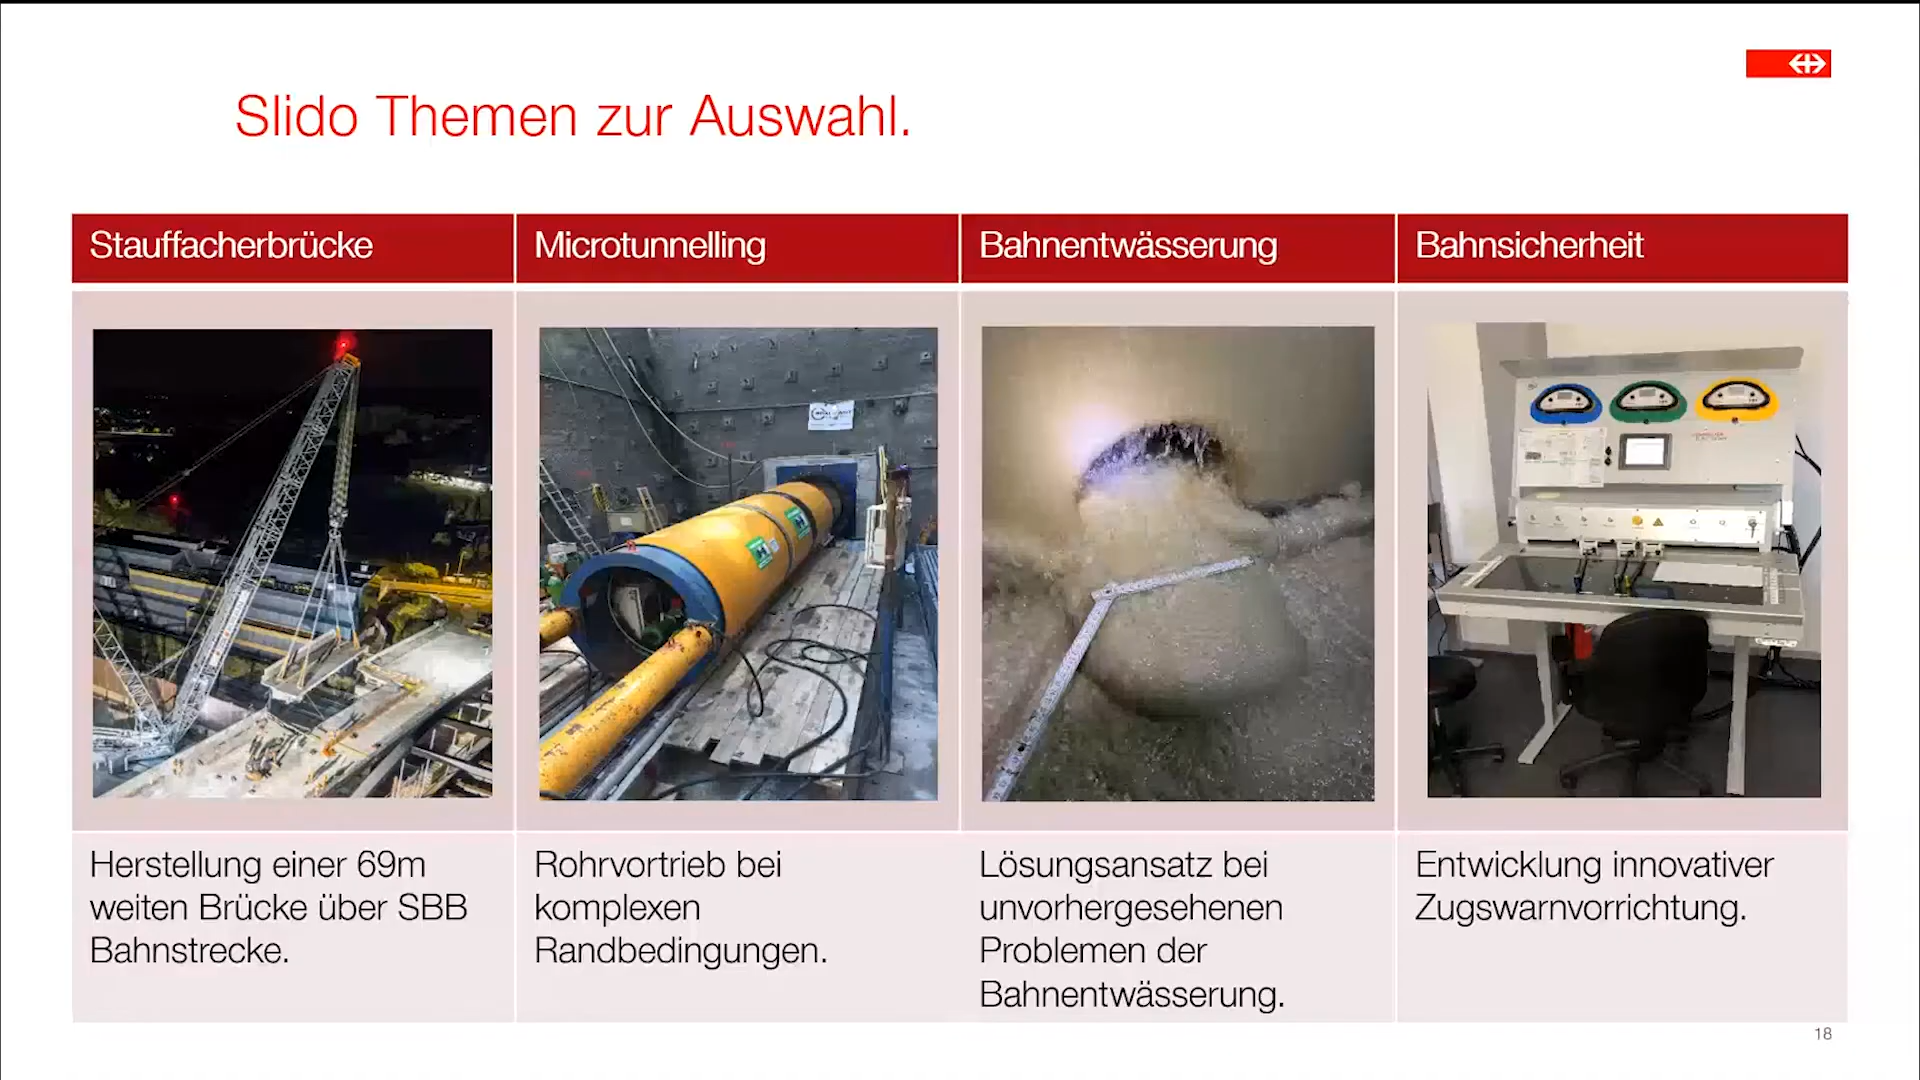 Slido Themen zur Auswahl.
Stauffacherbrücke
Microtunnelling
Bahnentwässerung
Bahnsicherheit
Herstellung einer 69m
weiten Brücke über SBB
Bahnstrecke.
Rohrvortrieb bei
komplexen
Randbedingungen.
Lösungsansatz bei
unvorhergesehenen
Problemen der
Bahnentwässerung.
Entwicklung innovativer
Zugswarnvorrichtung.
18